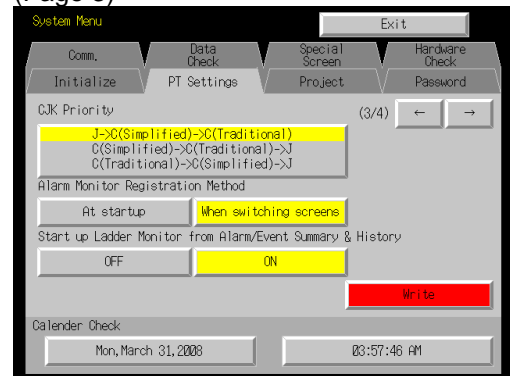 (Page 3)
System Menu
Exit
Comm.
Data Check
Special Screen
Hardware Check
Initialize
PT Settings
Project
Password
CJK Priority
(3/4)
←
→
J->C(Simplified)->C(Traditional)
C(Simplified)->C(Traditional)->J
C(Traditional)->C(Simplified)->J
Alarm Monitor Registration Method
At startup
When switching screens
Start up Ladder Monitor from Alarm/Event Summary & History
OFF
ON
Write
Calender Check
Mon,March 31,2008
03:57:46 AM